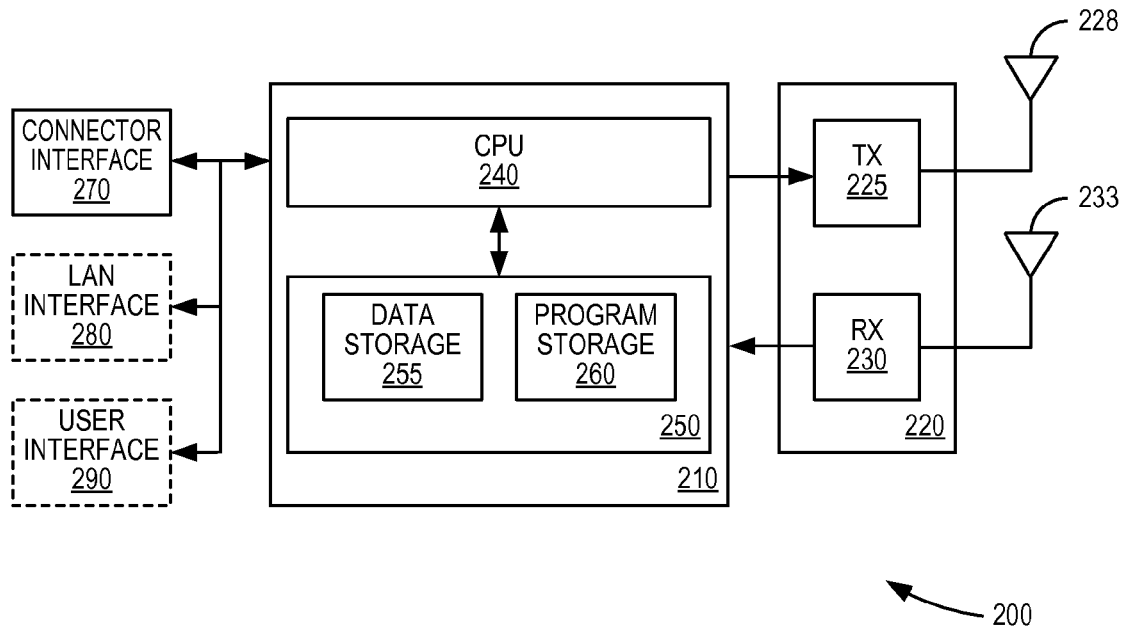 228
CONNECTOR
INTERFACE
270
CPU
240
TX
225
233
LAN
INTERFACE
280
DATA
STORAGE
255
PROGRAM
STORAGE
260
RX
230
USER
INTERFACE
290
250
220
210
200